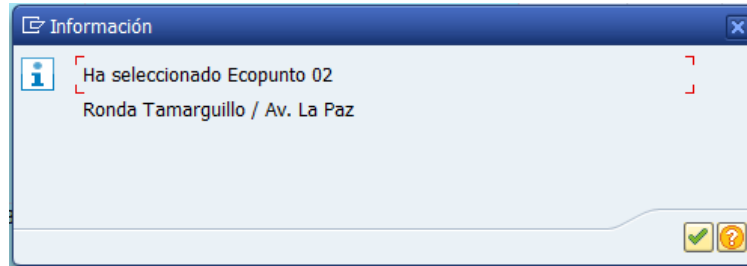 Información
Ha seleccionado Ecopunto 02
Ronda Tamarguillo / Av. La Paz